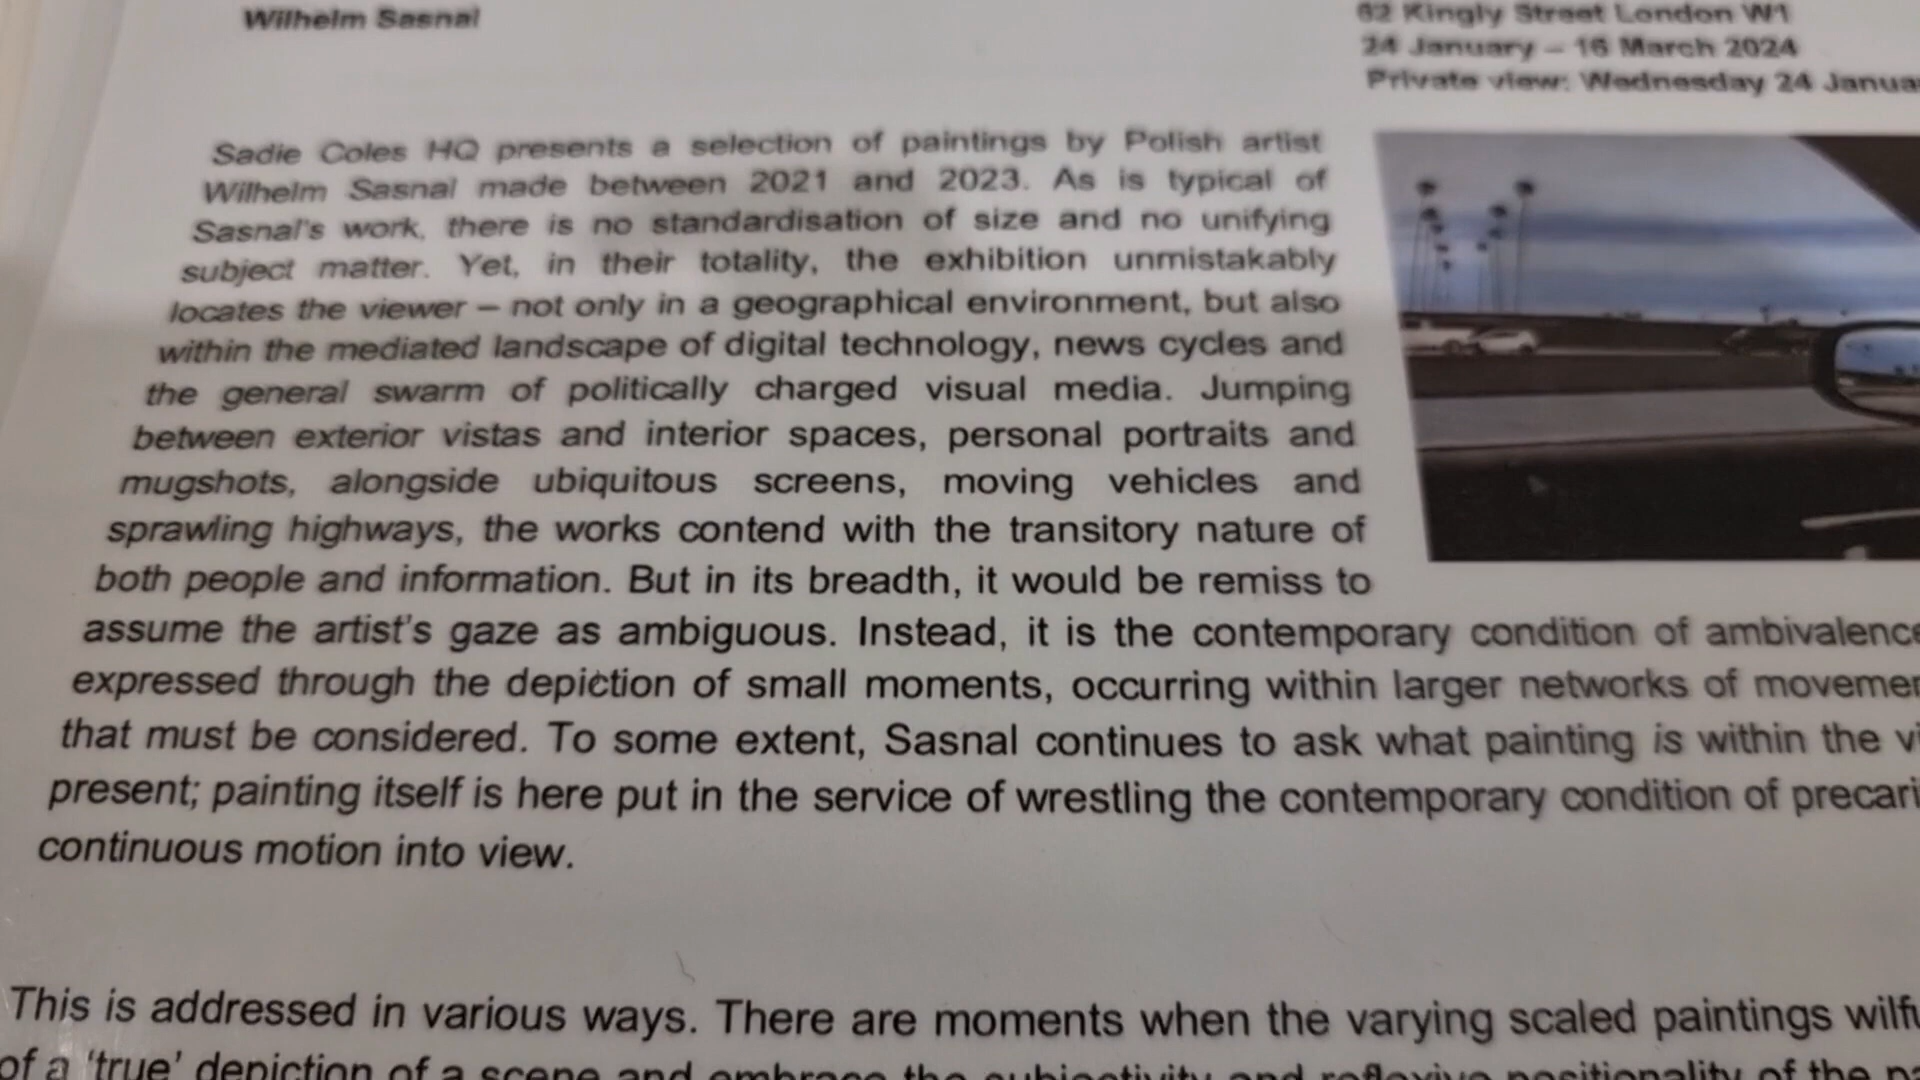 Wilhelm Sasnal
62 Kingly Street London W1
24 January – 16 March 2024
Private view: Wednesday 24 Janua
Sadie Coles HQ presents a selection of paintings by Polish artist
Wilhelm Sasnal made between 2021 and 2023. As is typical of
Sasnal's work, there is no standardisation of size and no unifying
subject matter. Yet, in their totality, the exhibition unmistakably
locates the viewer – not only in a geographical environment, but also
within the mediated landscape of digital technology, news cycles and
the general swarm of politically charged visual media. Jumping
between exterior vistas and interior spaces, personal portraits and
mugshots, alongside ubiquitous screens, moving vehicles and
sprawling highways, the works contend with the transitory nature of
both people and information. But in its breadth, it would be remiss to
assume the artist's gaze as ambiguous. Instead, it is the contemporary condition of ambivalence
expressed through the depiction of small moments, occurring within larger networks of movemen
that must be considered. To some extent, Sasnal continues to ask what painting is within the vi
present; painting itself is here put in the service of wrestling the contemporary condition of precari
continuous motion into view.
This is addressed in various ways. There are moments when the varying scaled paintings wilfu
of a 'true' depiction of a scene and embrace the subjectivity and reflexive positionality of the pa